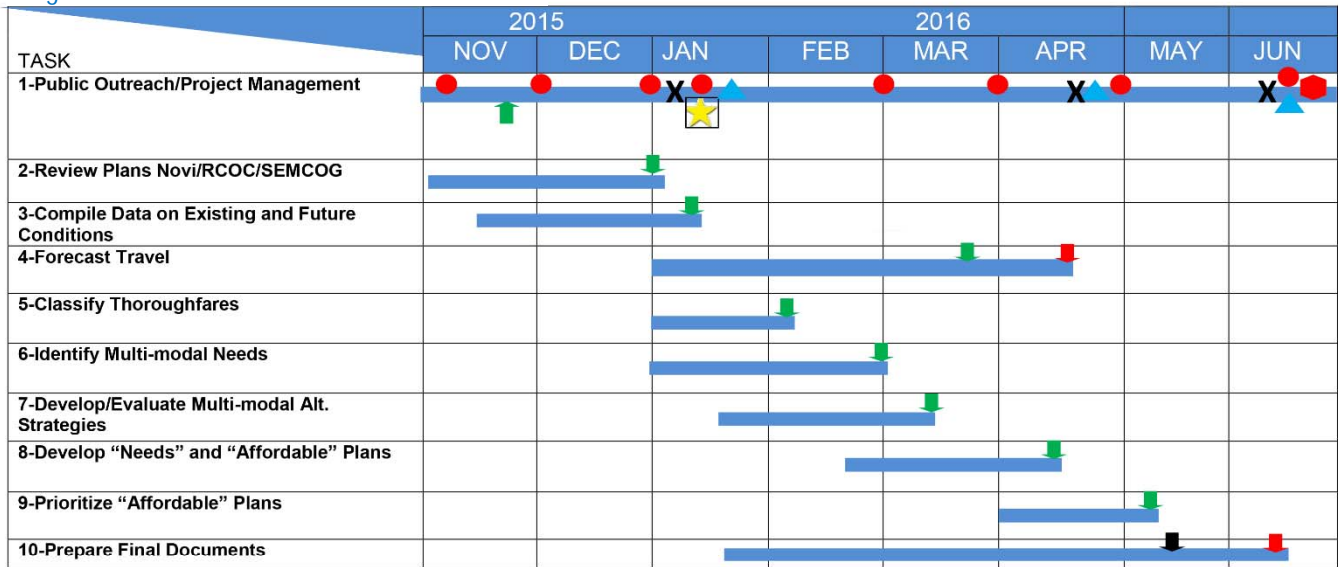 2015 2016
TASK NOV DEC JAN FEB MAR APR MAY JUN
1-Public Outreach/Project Management
X X X
2-Review Plans Novi/RCOC/SEMCOG
3-Compile Data on Existing and Future
Conditions
4-Forecast Travel
5-Classify Thoroughfares
6-Identify Multi-modal Needs
7-Develop/Evaluate Multi-modal Alt.
Strategies
8-Develop “Needs” and “Affordable” Plans
9-Prioritize “Affordable” Plans
10-Prepare Final Documents